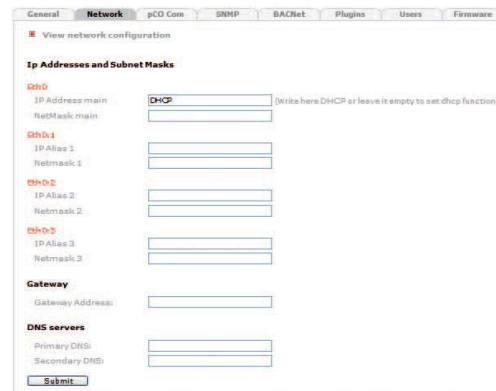 General Network pCO Com SNMP BACNet Plugins Users Firmware
View network configuration
Ip Addresses and Subnet Masks
Eth0
IP Address main DHCP (Write here DHCP or leave it empty to set dhcp function
NetMask main
Eth0:1
IP Alias 1
Netmask 1
Eth0:2
IP Alias 2
Netmask 2
Eth0:3
IP Alias 3
Netmask 3
Gateway
Gateway Address:
DNS servers
Primary DNS:
Secondary DNS:
Submit